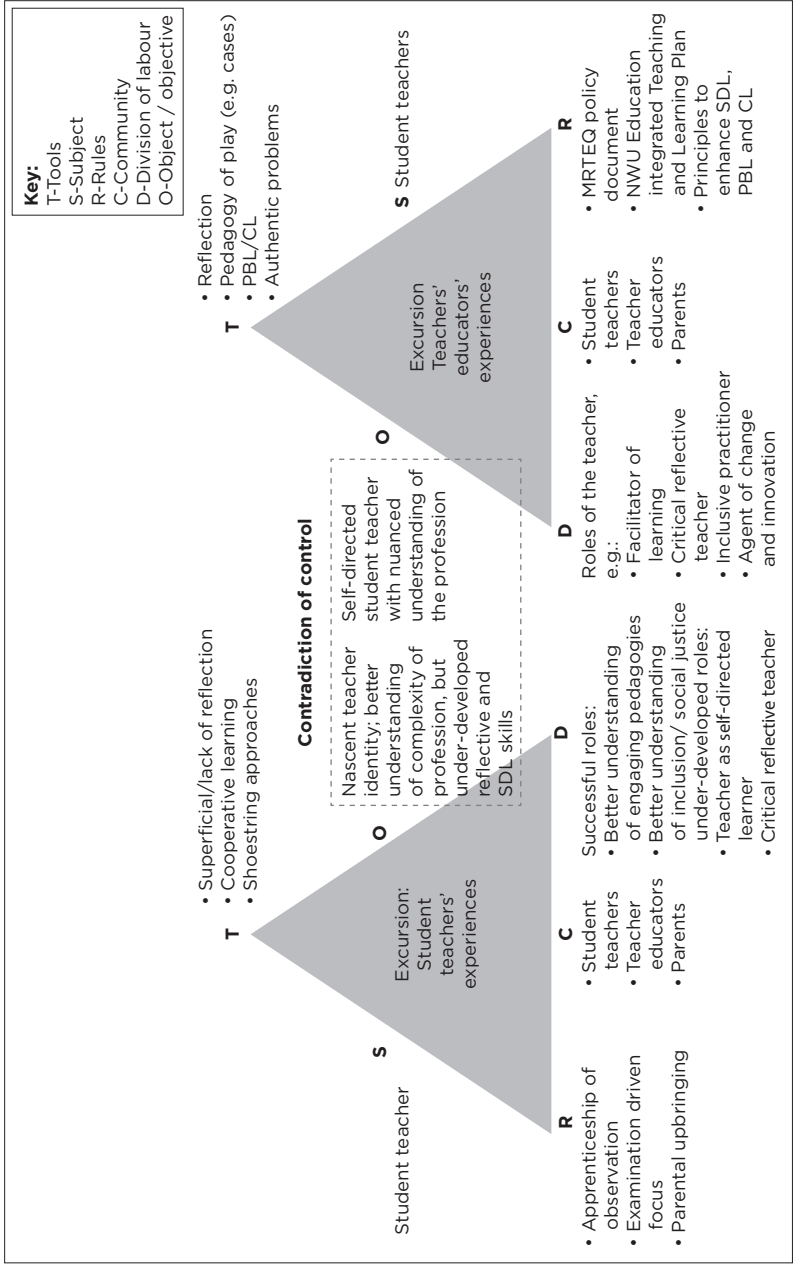 Key:
T-Tools
S-Subject
R-Rules
C-Community
D-Division of labour
O-Object / objective
T
• Superficial/lack of reflection
• Cooperative learning
• Shoestring approaches
Student teacher
S
O
Excursion:
Student
teachers'
experiences
R
• Apprenticeship of
observation
• Examination driven
focus
• Parental upbringing
C
• Student
teachers
• Teacher
educators
• Parents
D
Successful roles:
• Better understanding
of engaging pedagogies
• Better understanding
of inclusion/ social justice
under-developed roles:
• Teacher as self-directed
learner
• Critical reflective teacher
Contradiction of control
Nascent teacher
identity; better
understanding
of complexity of
profession, but
under-developed
reflective and
SDL skills
Self-directed
student teacher
with nuanced
understanding of
the profession
T
• Reflection
• Pedagogy of play (e.g. cases)
• PBL/CL
• Authentic problems
O
S Student teachers
Excursion
Teachers'
educators'
experiences
D
Roles of the teacher,
e.g.:
• Facilitator of
learning
• Critical reflective
teacher
• Inclusive practitioner
• Agent of change
and innovation
C
• Student
teachers
• Teacher
educators
• Parents
R
• MRTEQ policy
document
• NWU Education
integrated Teaching
and Learning Plan
• Principles to
enhance SDL,
PBL and CL